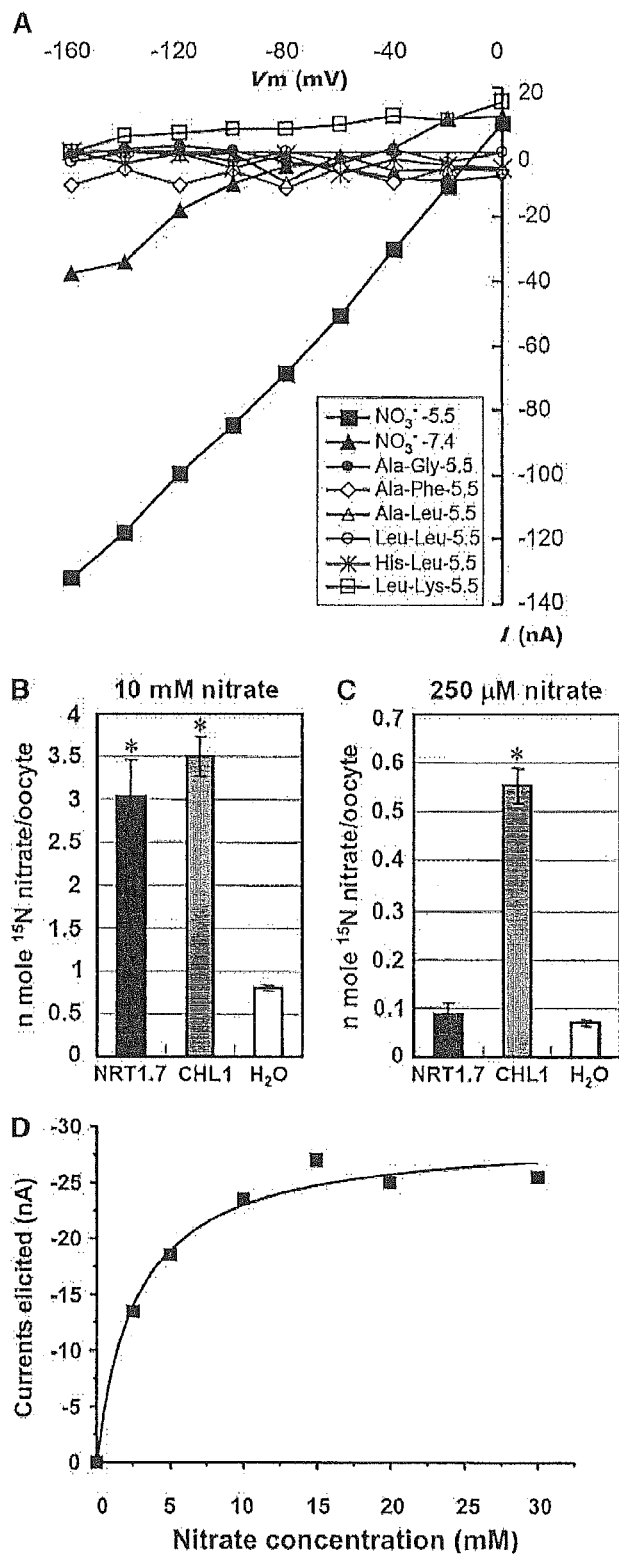 A
-160 -120 -80 -40 0
Vm (mV)
20
0
-20
-40
-60
-80
-100
-120
-140
I (nA)
NO₃⁻-5.5
NO₃⁻-7.4
Ala-Gly-5.5
Ala-Phe-5.5
Ala-Leu-5.5
Leu-Leu-5.5
His-Leu-5.5
Leu-Lys-5.5
B
10 mM nitrate
n mole ¹⁵N nitrate/oocyte
4
3.5
3
2.5
2
1.5
1
0.5
0
*
*
NRT1.7 CHL1 H₂O
C
250 µM nitrate
n mole ¹⁵N nitrate/oocyte
0.7
0.6
0.5
0.4
0.3
0.2
0.1
0
*
NRT1.7 CHL1 H₂O
D
Currents elicited (nA)
-30
-25
-20
-15
-10
-5
0
0 5 10 15 20 25 30
Nitrate concentration (mM)